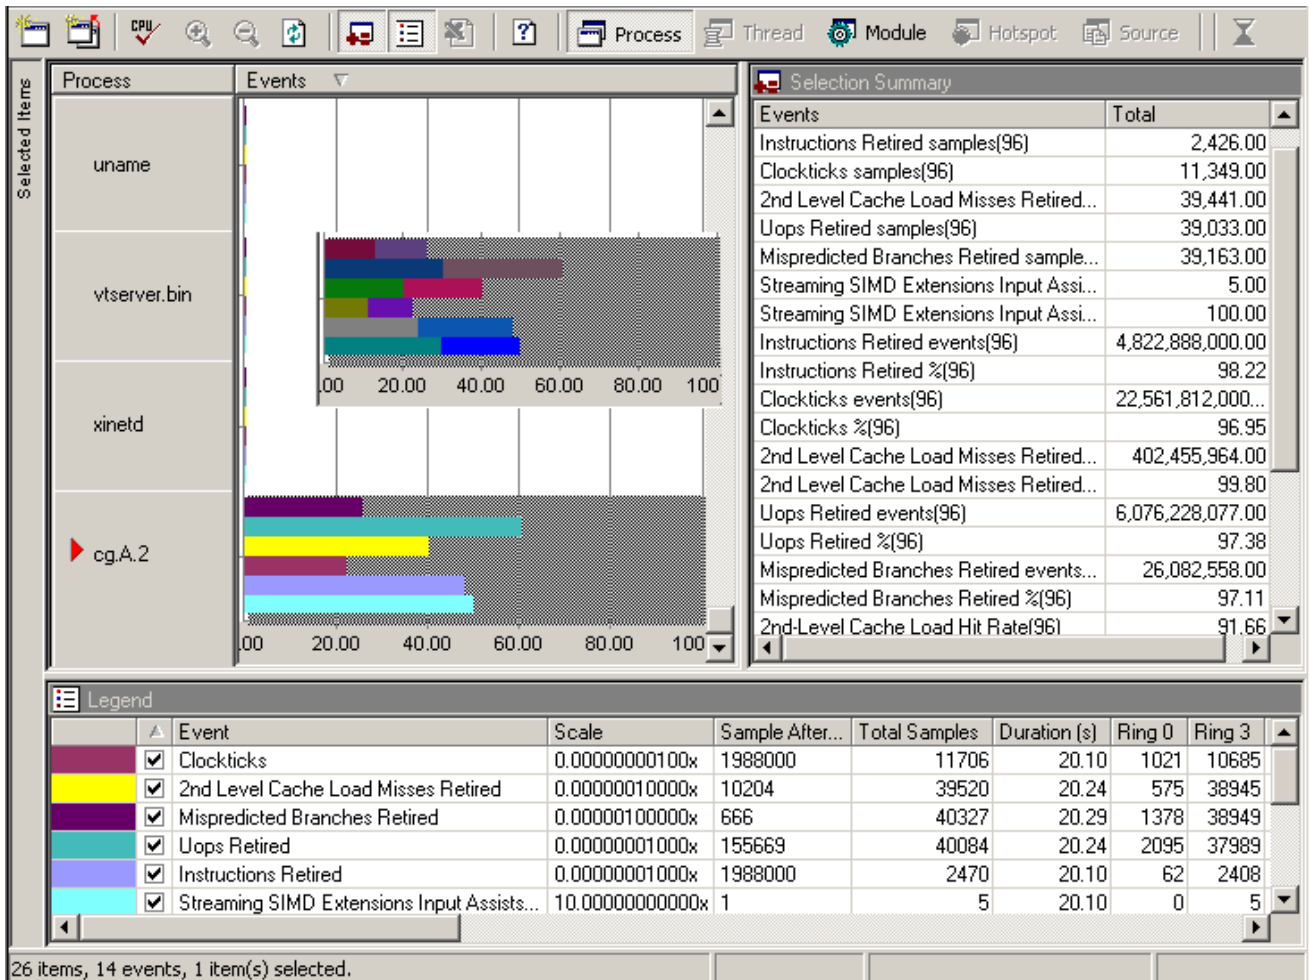 CPU
Process Thread Module Hotspot Source
Selected Items
Process Events
uname
vtserver.bin
xinetd
cg.A.2
.00 20.00 40.00 60.00 80.00 100
.00 20.00 40.00 60.00 80.00 100
Selection Summary
Events Total
Instructions Retired samples(96) 2,426.00
Clockticks samples(96) 11,349.00
2nd Level Cache Load Misses Retired... 39,441.00
Uops Retired samples(96) 39,033.00
Mispredicted Branches Retired sample... 39,163.00
Streaming SIMD Extensions Input Assi... 5.00
Streaming SIMD Extensions Input Assi... 100.00
Instructions Retired events(96) 4,822,888,000.00
Instructions Retired %(96) 98.22
Clockticks events(96) 22,561,812,000...
Clockticks %(96) 96.95
2nd Level Cache Load Misses Retired... 402,455,964.00
2nd Level Cache Load Misses Retired... 99.80
Uops Retired events(96) 6,076,228,077.00
Uops Retired %(96) 97.38
Mispredicted Branches Retired events... 26,082,558.00
Mispredicted Branches Retired %(96) 97.11
2nd-Level Cache Load Hit Rate(96) 91.66
Legend
Event Scale Sample After... Total Samples Duration (s) Ring 0 Ring 3
Clockticks 0.00000000100x 1988000 11706 20.10 1021 10685
2nd Level Cache Load Misses Retired 0.00000010000x 10204 39520 20.24 575 38945
Mispredicted Branches Retired 0.00000100000x 666 40327 20.29 1378 38949
Uops Retired 0.00000001000x 155669 40084 20.24 2095 37989
Instructions Retired 0.00000001000x 1988000 2470 20.10 62 2408
Streaming SIMD Extensions Input Assists... 10.00000000000x 1 5 20.10 0 5
26 items, 14 events, 1 item(s) selected.